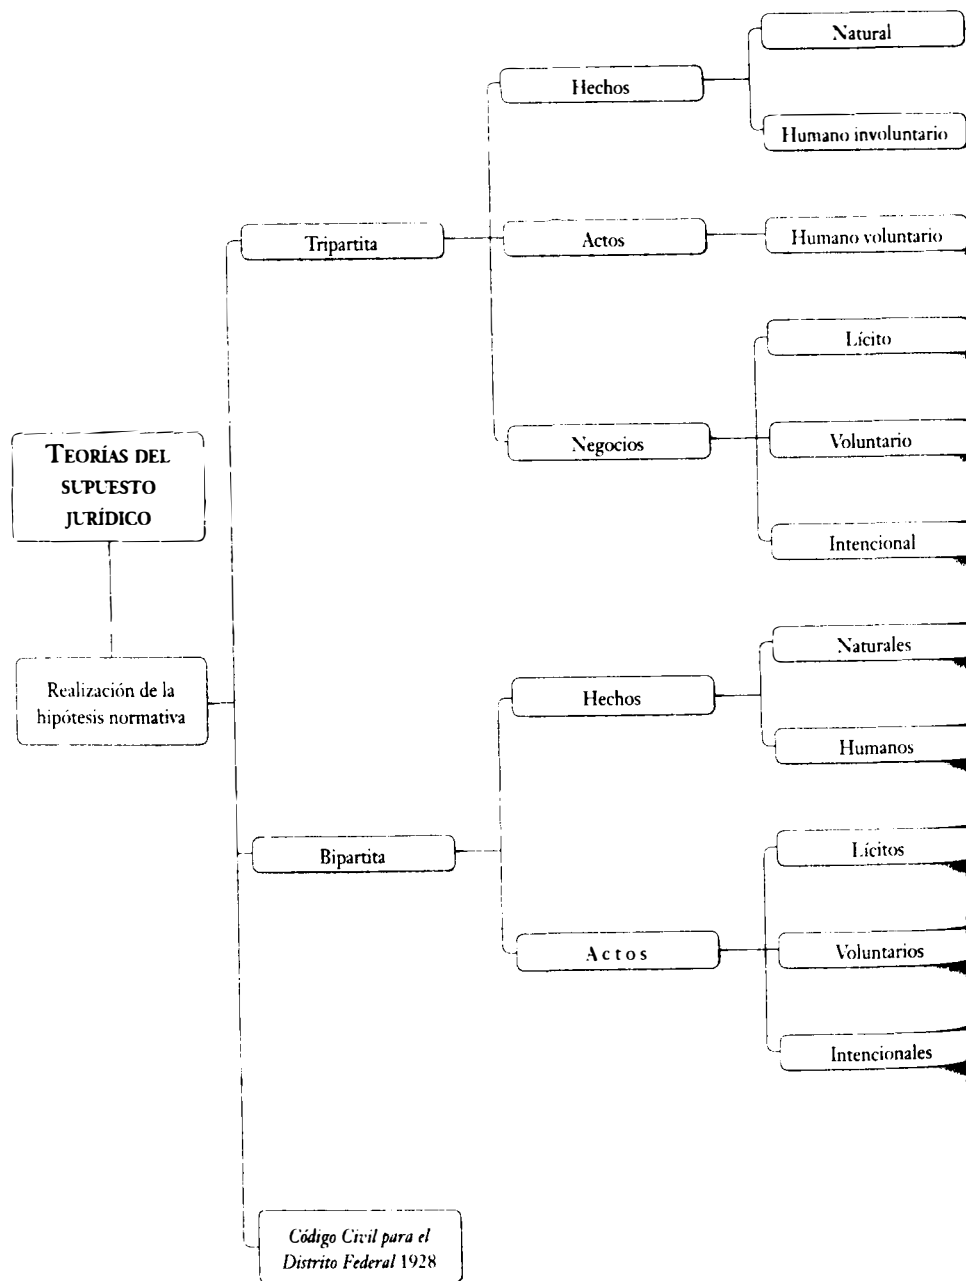 Natural
Hechos
Humano involuntario
Tripartita
Actos
Humano voluntario
Lícito
Negocios
Voluntario
Intencional
TEORÍAS DEL
SUPUESTO
JURÍDICO
Realización de la
hipótesis normativa
Naturales
Hechos
Humanos
Bipartita
Lícitos
Actos
Voluntarios
Intencionales
Código Civil para el
Distrito Federal 1928